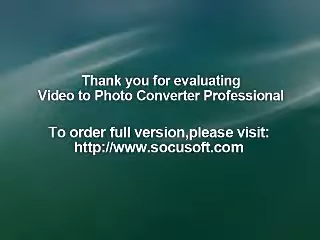 Thank you for evaluating
Video to Photo Converter Professional
To order full version,please visit:
http://www.socusoft.com